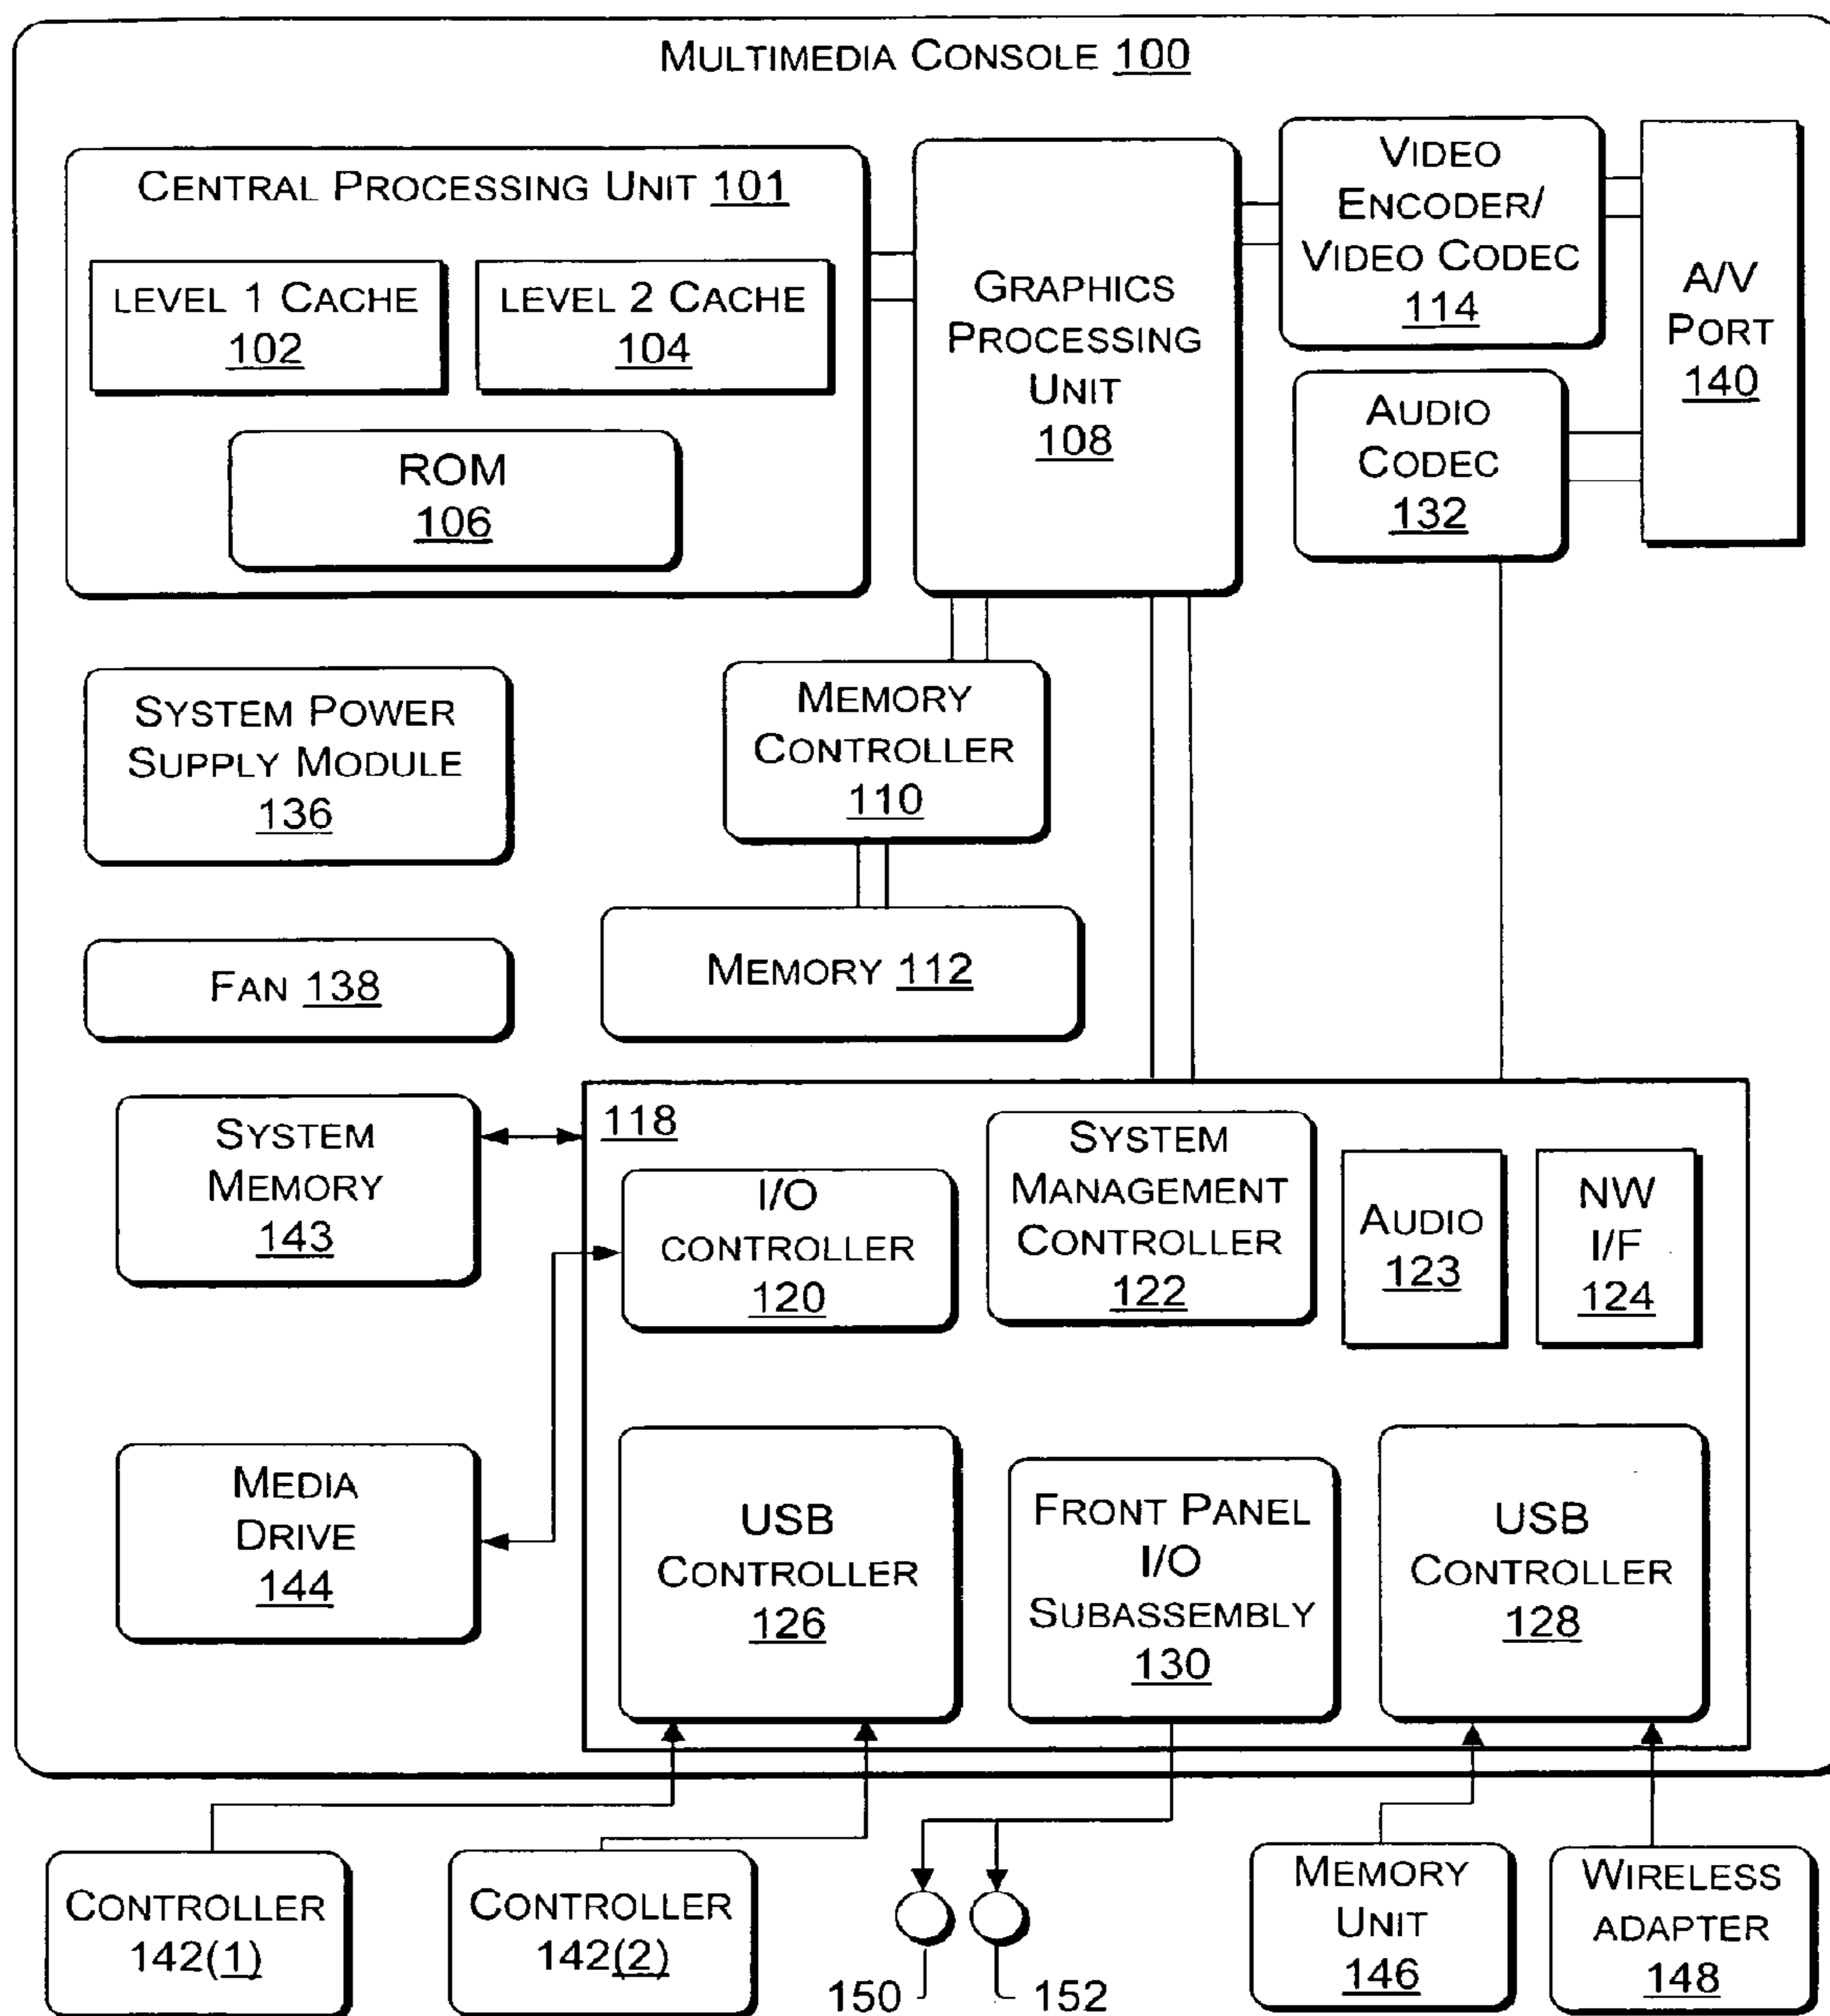 MULTIMEDIA CONSOLE 100
CENTRAL PROCESSING UNIT 101
LEVEL 1 CACHE
102
LEVEL 2 CACHE
104
ROM
106
GRAPHICS
PROCESSING
UNIT
108
VIDEO
ENCODER/
VIDEO CODEC
114
AUDIO
CODEC
132
A/V
PORT
140
SYSTEM POWER
SUPPLY MODULE
136
MEMORY
CONTROLLER
110
FAN 138
MEMORY 112
SYSTEM
MEMORY
143
118
I/O
CONTROLLER
120
SYSTEM
MANAGEMENT
CONTROLLER
122
AUDIO
123
NW
I/F
124
MEDIA
DRIVE
144
USB
CONTROLLER
126
FRONT PANEL
I/O
SUBASSEMBLY
130
USB
CONTROLLER
128
CONTROLLER
142(1)
CONTROLLER
142(2)
150
152
MEMORY
UNIT
146
WIRELESS
ADAPTER
148